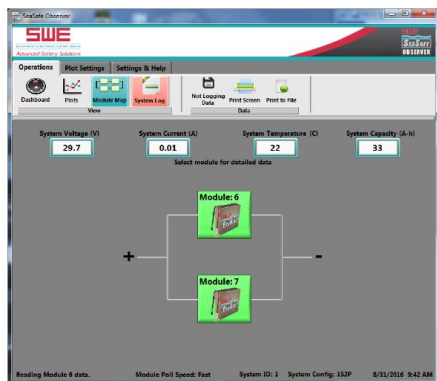 SeaSafe Observer
SWE
Advanced Battery Solutions
SeaSafe
OBSERVER
Operations Plot Settings Settings & Help
Dashboard Plots Module Map System Log Not Logging Data Print Screen Print to File
View Data
System Voltage (V) System Current (A) System Temperature (C) System Capacity (A-h)
29.7 0.01 22 33
Select module for detailed data
Module: 6
+ -
Module: 7
Reading Module 6 data. Module Poll Speed: Fast System ID: 1 System Config: 1S2P 8/31/2016 9:42 AM